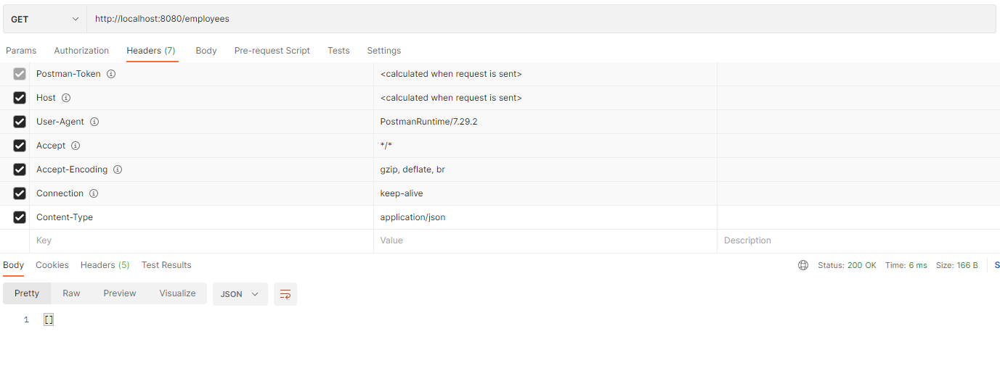 GET http://localhost:8080/employees
Params Authorization Headers (7) Body Pre-request Script Tests Settings
Postman-Token <calculated when request is sent>
Host <calculated when request is sent>
User-Agent PostmanRuntime/7.29.2
Accept */*
Accept-Encoding gzip, deflate, br
Connection keep-alive
Content-Type application/json
Key Value Description
Body Cookies Headers (5) Test Results Status: 200 OK Time: 6 ms Size: 166 B S
Pretty Raw Preview Visualize JSON
1 []